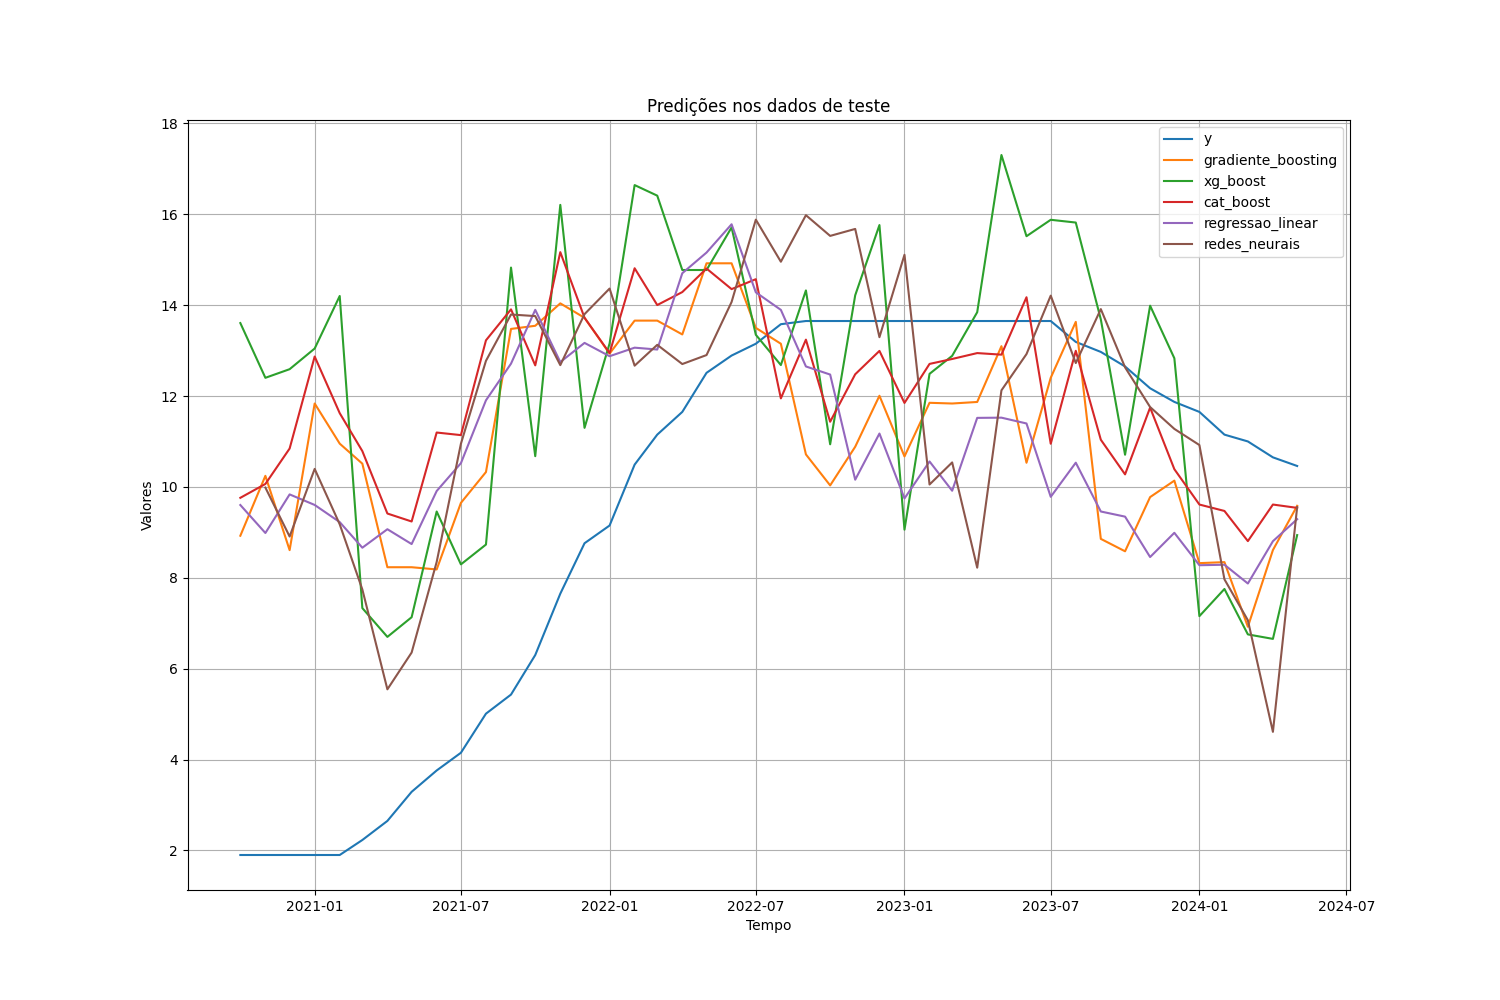 Predições nos dados de teste
18
16
14
12
10
8
6
4
2
Valores
y
gradiente_boosting
xg_boost
cat_boost
regressao_linear
redes_neurais
2021-01 2021-07 2022-01 2022-07 2023-01 2023-07 2024-01 2024-07
Tempo